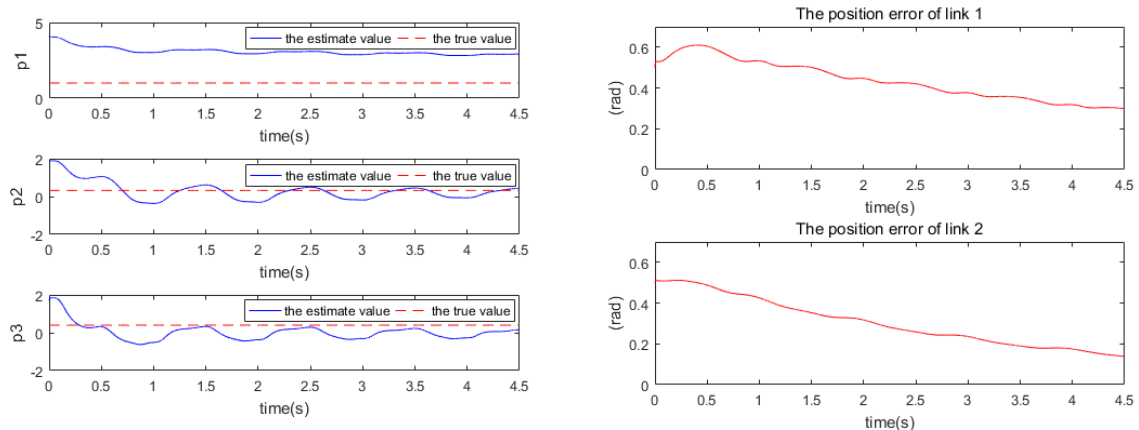 5
0
p1
the estimate value
the true value
0 0.5 1 1.5 2 2.5 3 3.5 4 4.5
time(s)
2
0
-2
p2
the estimate value
the true value
0 0.5 1 1.5 2 2.5 3 3.5 4 4.5
time(s)
2
0
-2
p3
the estimate value
the true value
0 0.5 1 1.5 2 2.5 3 3.5 4 4.5
time(s)
The position error of link 1
0.6
0.4
0.2
0
(rad)
0 0.5 1 1.5 2 2.5 3 3.5 4 4.5
time(s)
The position error of link 2
0.6
0.4
0.2
0
(rad)
0 0.5 1 1.5 2 2.5 3 3.5 4 4.5
time(s)